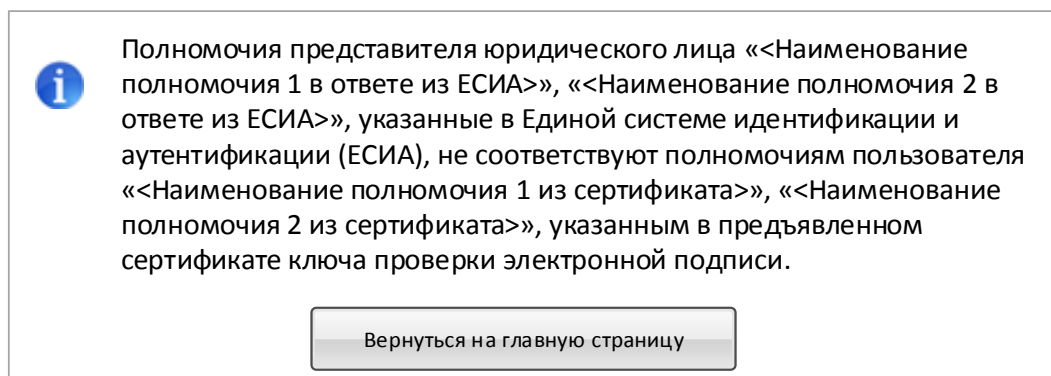 Полномочия представителя юридического лица «<Наименование
полномочия 1 в ответе из ЕСИА>», «<Наименование полномочия 2 в
ответе из ЕСИА>», указанные в Единой системе идентификации и
аутентификации (ЕСИА), не соответствуют полномочиям пользователя
«<Наименование полномочия 1 из сертификата>», «<Наименование
полномочия 2 из сертификата>», указанным в предъявленном
сертификате ключа проверки электронной подписи.
Вернуться на главную страницу